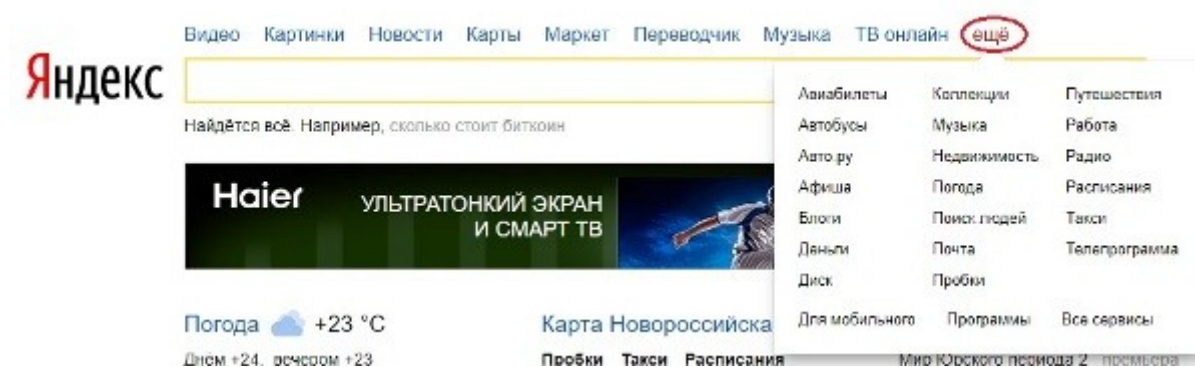 Видео Картинки Новости Карты Маркет Переводчик Музыка ТВ онлайн ещё
Яндекс
Найдётся всё. Например, сколько стоит биткоин
Авиабилеты Коллекции Путешествия
Автобусы Музыка Работа
Авто.ру Недвижимость Радио
Афиша Погода Расписания
Блоги Поиск людей Такси
Деньги Почта Телепрограмма
Диск Пробки
Для мобильного Программы Все сервисы
Haier
УЛЬТРАТОНКИЙ ЭКРАН
И СМАРТ ТВ
Погода +23 °C
Днём +24, вечером +23
Карта Новороссийска
Пробки Такси Расписания
Мир Юрского периода 2 премьера